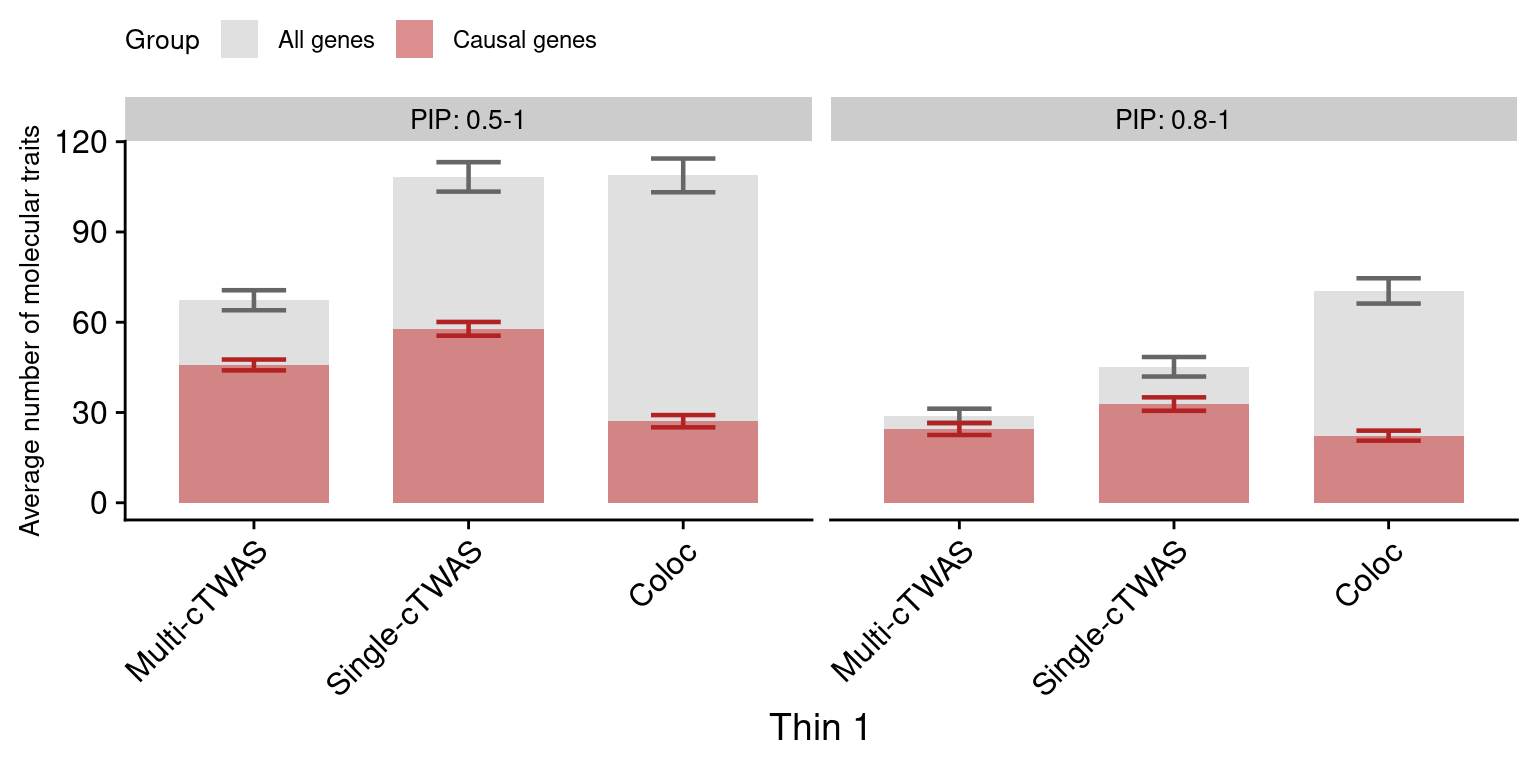 Group All genes Causal genes
PIP: 0.5-1 PIP: 0.8-1
Average number of molecular traits
120
90
60
30
0
Multi-cTWAS Single-cTWAS Coloc Multi-cTWAS Single-cTWAS Coloc
Thin 1